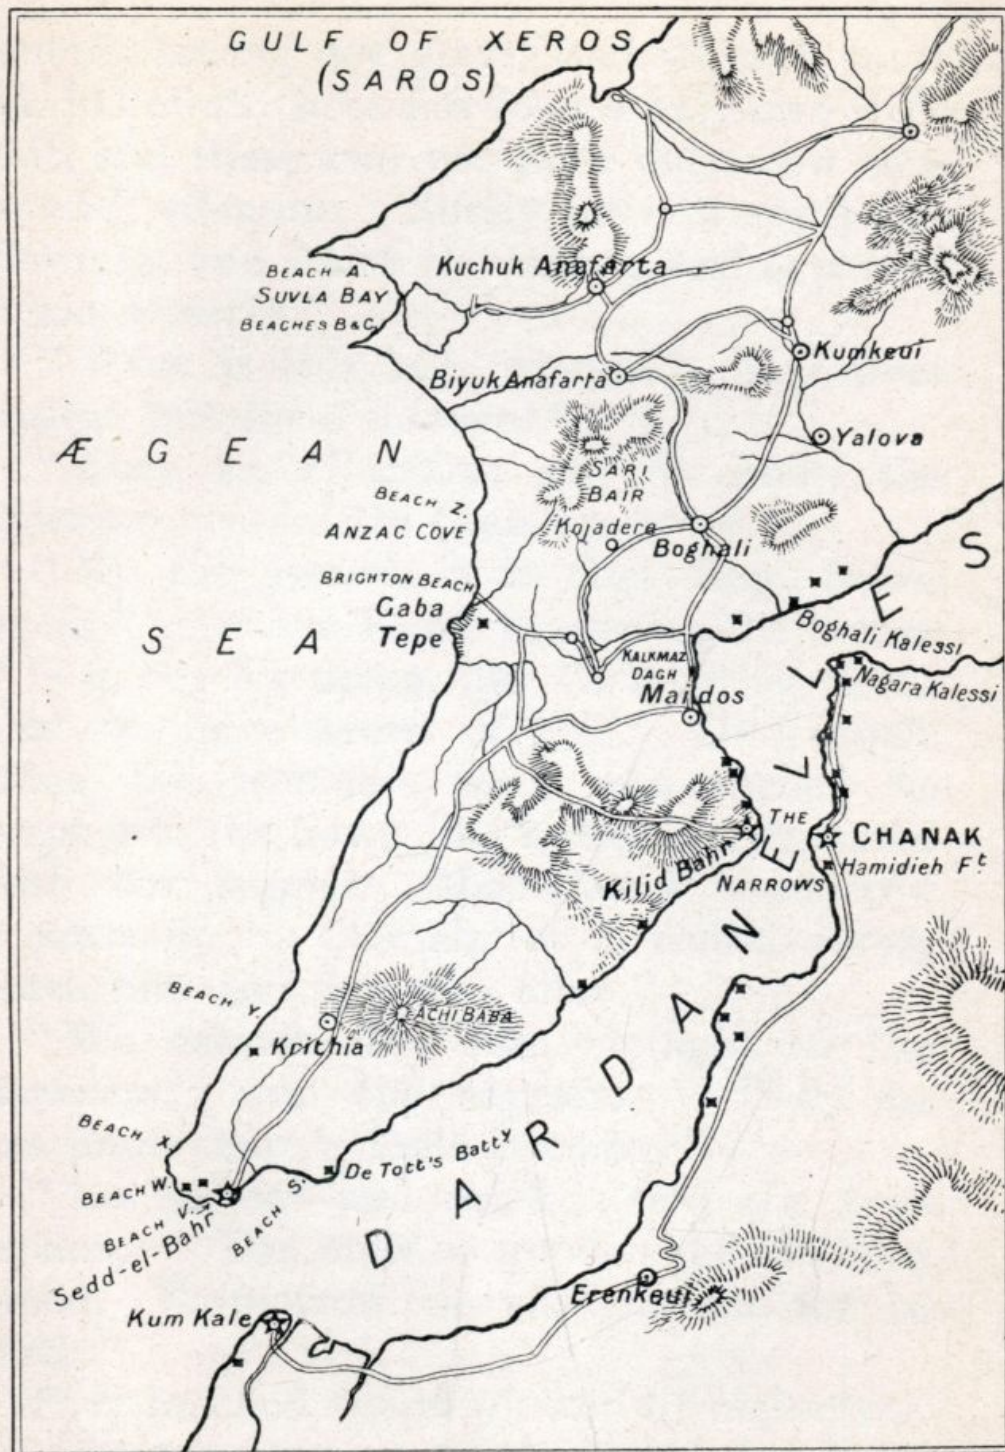 GULF OF XEROS
(SAROS)
BEACH A.
SUVLA BAY
BEACHES B & C.
Kuchuk Anafarta
Biyuk Anafarta
Kumkeui
Yalova
ÆGEAN
SEA
SARI
BAIR
BEACH Z.
ANZAC COVE
Kojadere
Boghali
BRIGHTON BEACH
Gaba
Tepe
KALKMAZ
DAGH
Maidos
Boghali Kalessi
Nagara Kalessi
THE
NARROWS
CHANAK
Hamidieh Ft.
Kilid Bahr
DARDANELLES
BEACH Y.
ACHI BABA
Krithia
BEACH X.
BEACH W.
BEACH V.
Sedd-el-Bahr
BEACH S.
De Tott's Batty
Kum Kale
Erenkeui